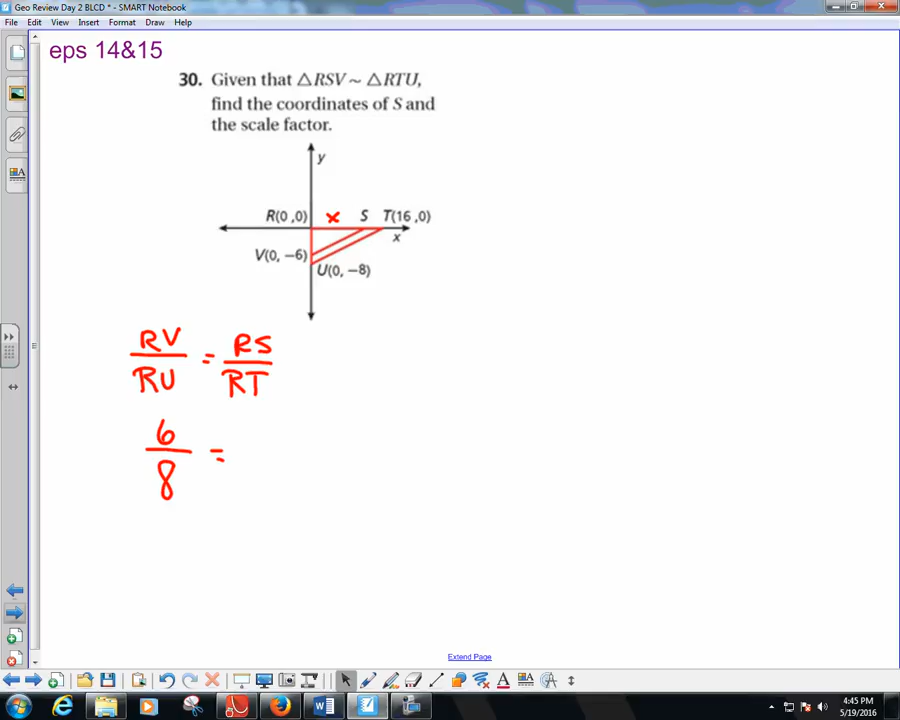 Geo Review Day 2 BLCD * - SMART Notebook
File Edit View Insert Format Draw Help
eps 14&15
30. Given that △RSV ~ △RTU,
find the coordinates of S and
the scale factor.
y
R(0 ,0) x S T(16 ,0)
x
V(0, −6)
U(0, −8)
RV/RU = RS/RT
6/8 =
Extend Page
4:45 PM
5/19/2016